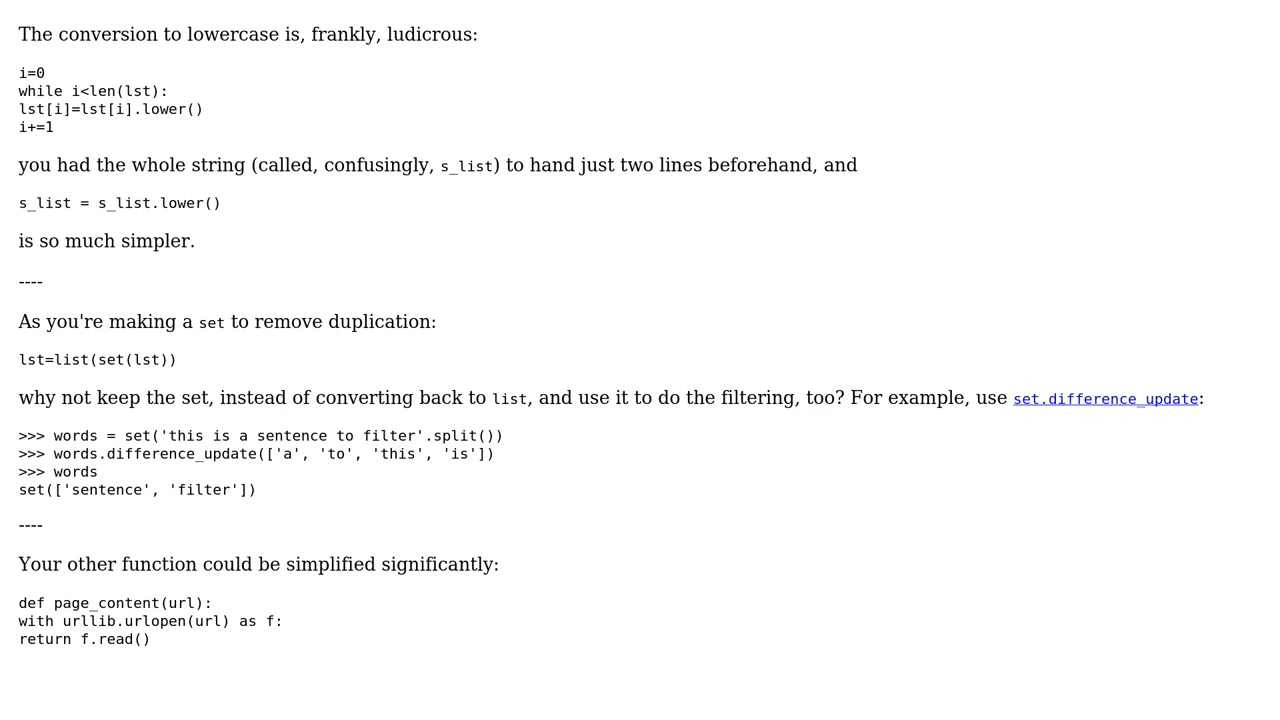 The conversion to lowercase is, frankly, ludicrous:
i=0
while i<len(lst):
lst[i]=lst[i].lower()
i+=1
you had the whole string (called, confusingly, s_list) to hand just two lines beforehand, and
s_list = s_list.lower()
is so much simpler.
----
As you're making a set to remove duplication:
lst=list(set(lst))
why not keep the set, instead of converting back to list, and use it to do the filtering, too? For example, use set.difference_update:
>>> words = set('this is a sentence to filter'.split())
>>> words.difference_update(['a', 'to', 'this', 'is'])
>>> words
set(['sentence', 'filter'])
----
Your other function could be simplified significantly:
def page_content(url):
with urllib.urlopen(url) as f:
return f.read()